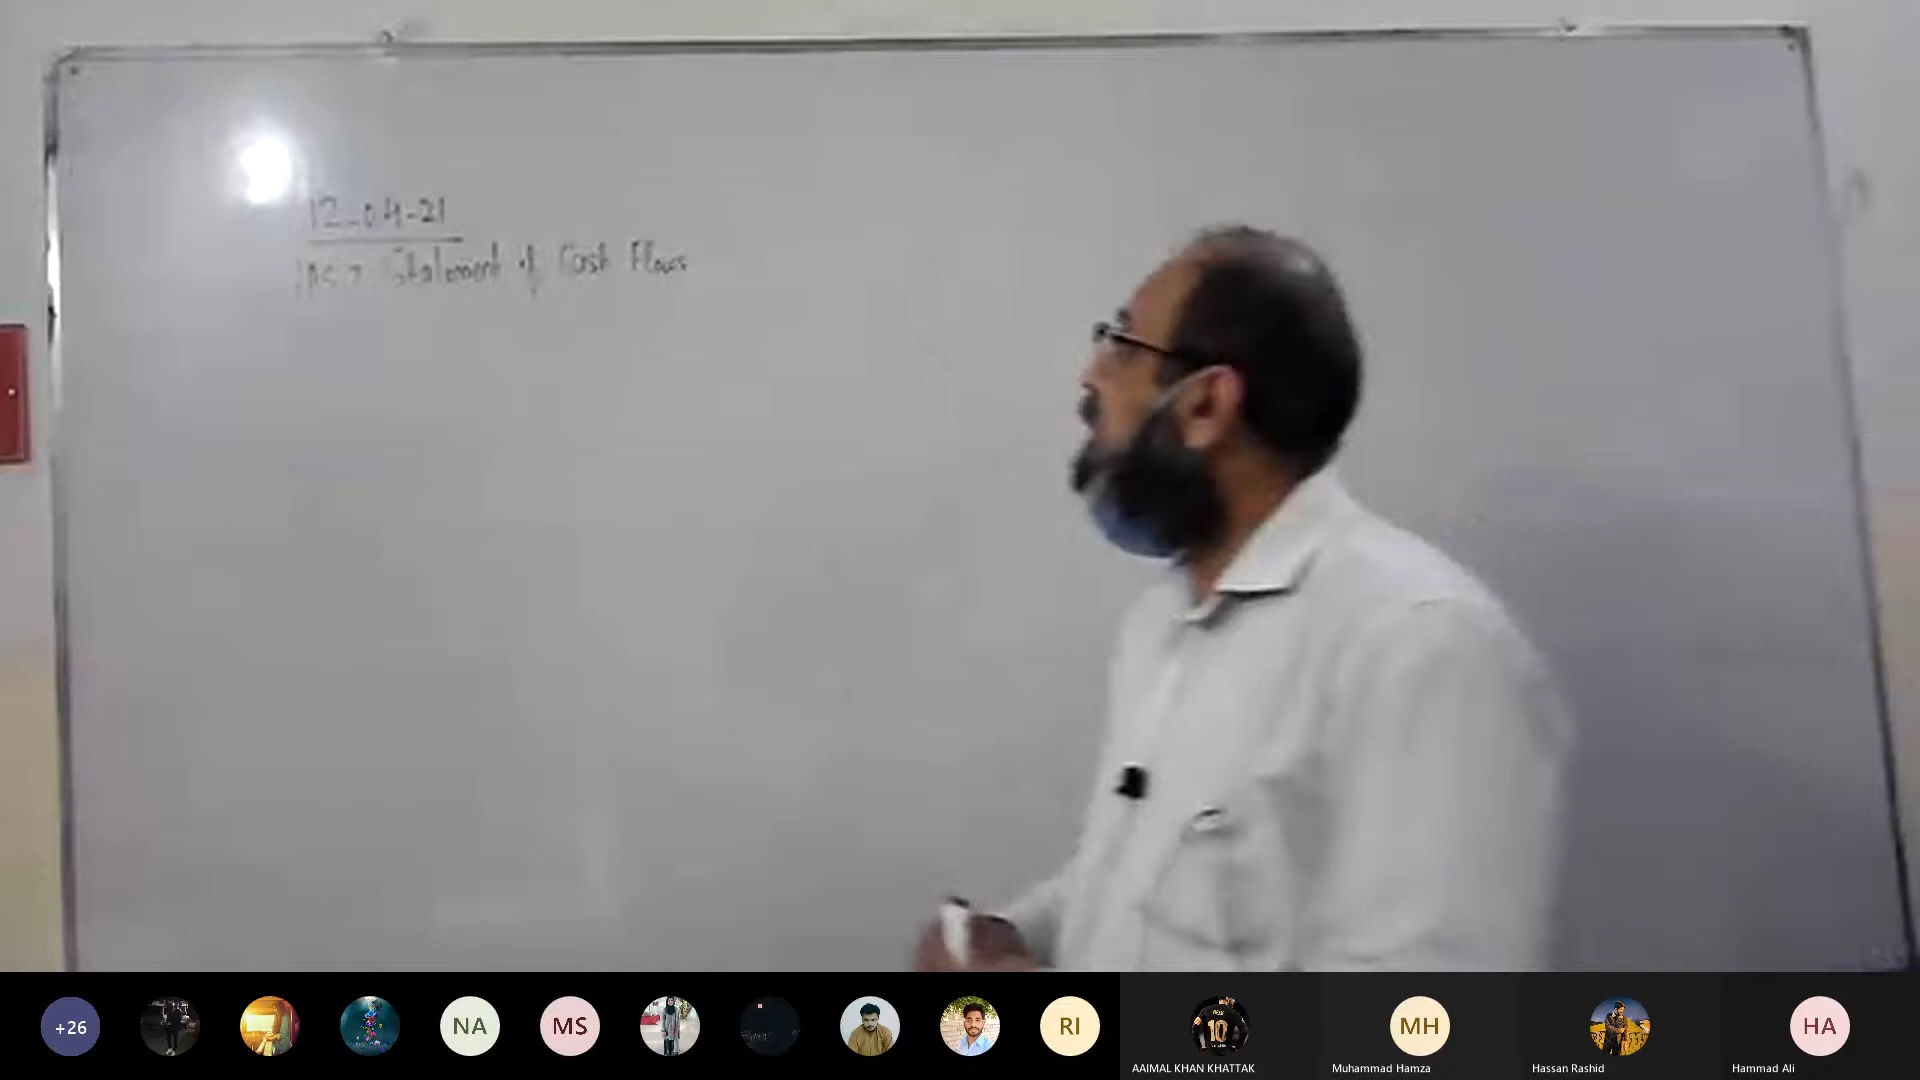 12-04-21
IAS 7 Statement of Cash Flows
+26
NA
MS
RI
10
MH
HA
AAIMAL KHAN KHATTAK
Muhammad Hamza
Hassan Rashid
Hammad Ali